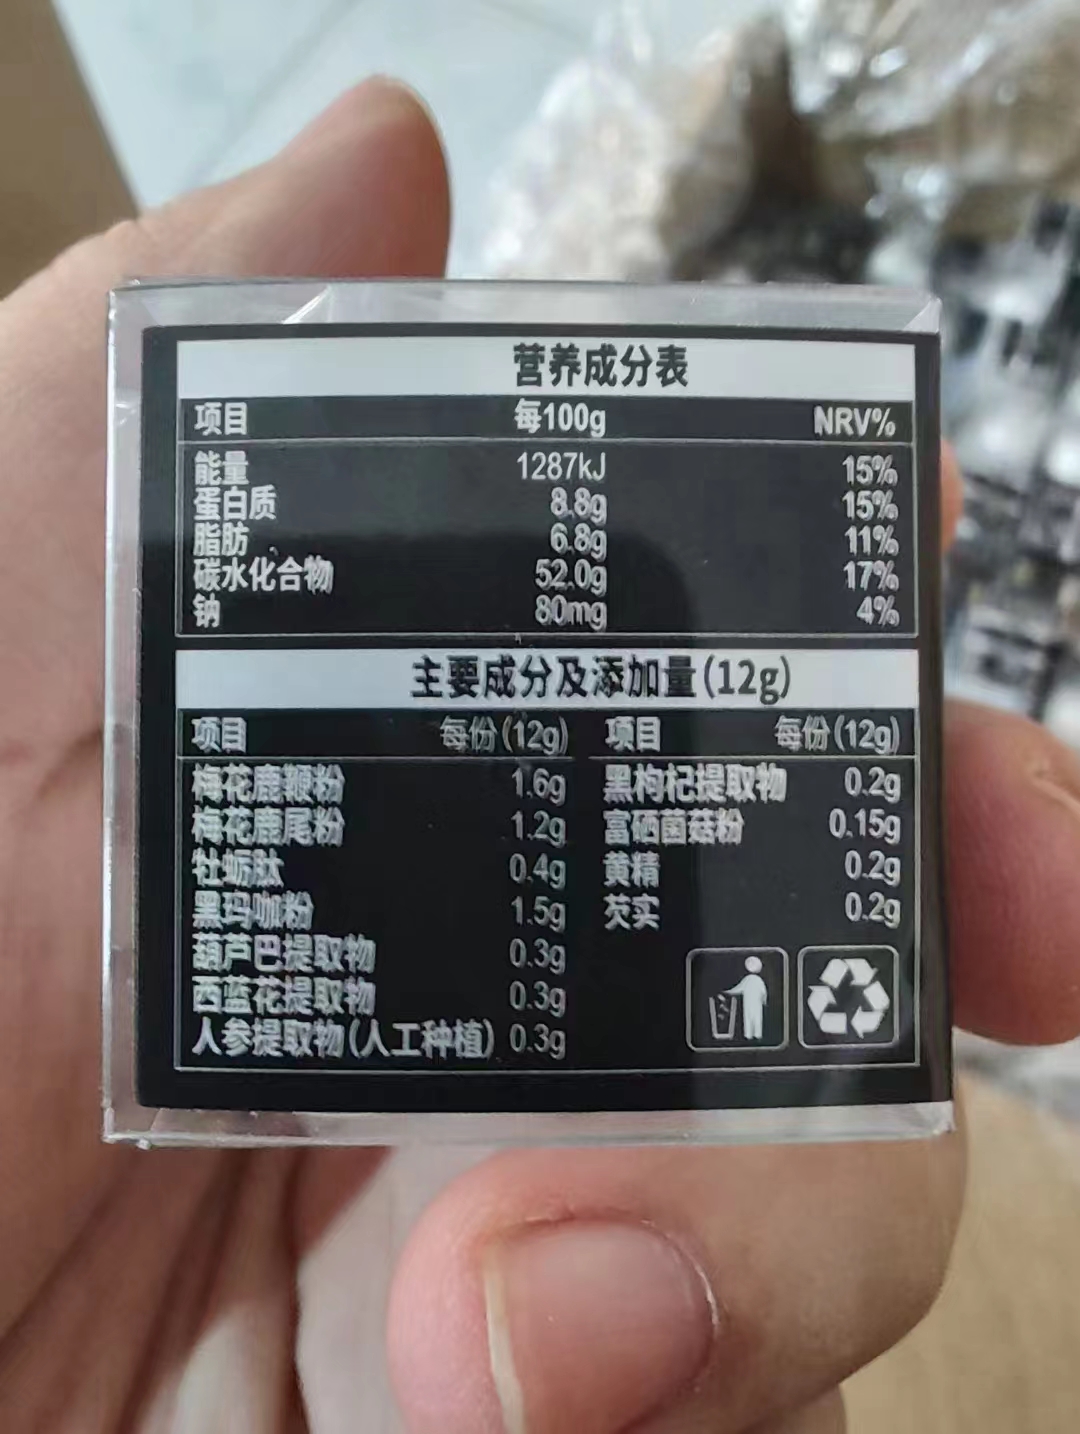 营养成分表
项目 每100g NRV%
能量 1287kJ 15%
蛋白质 8.8g 15%
脂肪 6.8g 11%
碳水化合物 52.0g 17%
钠 80mg 4%
主要成分及添加量(12g)
项目 每份(12g) 项目 每份(12g)
梅花鹿鞭粉 1.6g 黑枸杞提取物 0.2g
梅花鹿尾粉 1.2g 富硒菌菇粉 0.15g
牡蛎肽 0.4g 黄精 0.2g
黑玛咖粉 1.5g 芡实 0.2g
葫芦巴提取物 0.3g
西蓝花提取物 0.3g
人参提取物(人工种植) 0.3g